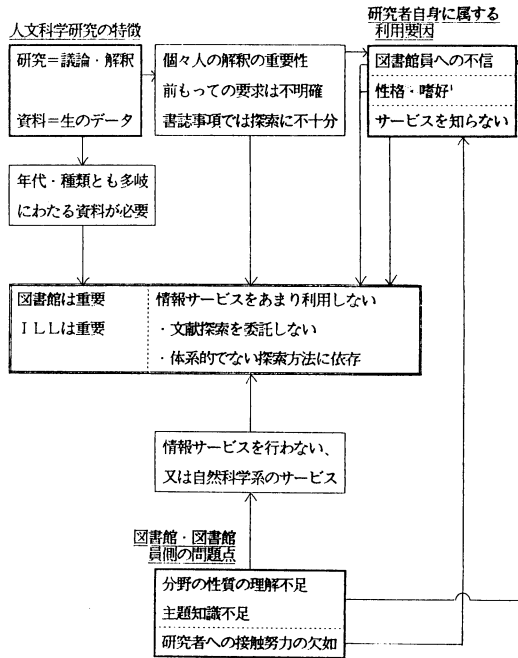 人文科学研究の特徴
研究＝議論・解釈
資料＝生のデータ
個々人の解釈の重要性
前もっての要求は不明確
書誌事項では探索に不十分
研究者自身に属する
利用要因
図書館員への不信
性格・嗜好
サービスを知らない
年代・種類とも多岐
にわたる資料が必要
図書館は重要
ＩＬＬは重要
情報サービスをあまり利用しない
・文献探索を委託しない
・体系的でない探索方法に依存
情報サービスを行わない、
又は自然科学系のサービス
図書館・図書館
員側の問題点
分野の性質の理解不足
主題知識不足
研究者への接触努力の欠如